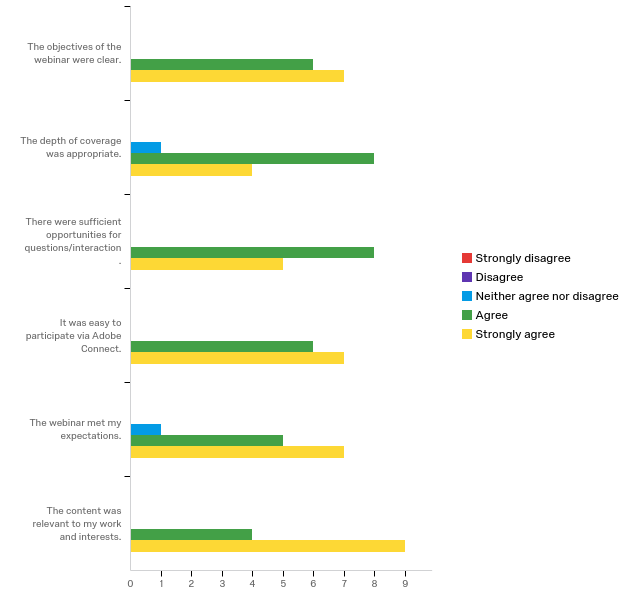 The objectives of the
webinar were clear.
The depth of coverage
was appropriate.
There were sufficient
opportunities for
questions/interaction
.
It was easy to
participate via Adobe
Connect.
The webinar met my
expectations.
The content was
relevant to my work
and interests.
0 1 2 3 4 5 6 7 8 9
Strongly disagree
Disagree
Neither agree nor disagree
Agree
Strongly agree